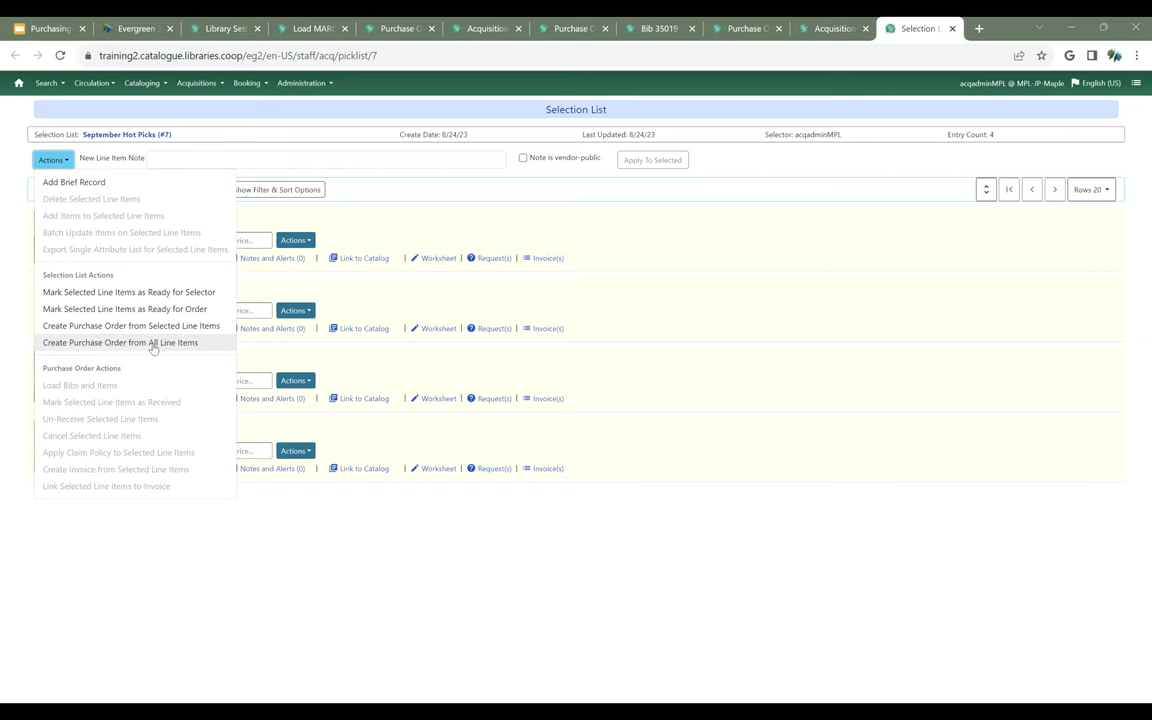 Purchasing
Evergreen
Library Sett
Load MARC
Purchase O
Acquisition
Purchase O
Bib 35019
Purchase O
Acquisition
Selection L
training2.catalogue.libraries.coop/eg2/en-US/staff/acq/picklist/7
Search Circulation Cataloging Acquisitions Booking Administration acqadminMPL @ MPL-JP-Maple English (US)
Selection List
Selection List: September Hot Picks (#7) Create Date: 8/24/23 Last Updated: 8/24/23 Selector: acqadminMPL Entry Count: 4
Actions New Line Item Note Note is vendor-public Apply To Selected
Add Brief Record
Show Filter & Sort Options Rows 20
Delete Selected Line Items
Add Items to Selected Line Items
Batch Update Items on Selected Line Items
rice... Actions
Export Single Attribute List for Selected Line Items
Notes and Alerts (0) | Link to Catalog | Worksheet | Request(s) | Invoice(s)
Selection List Actions
Mark Selected Line Items as Ready for Selector
Mark Selected Line Items as Ready for Order
rice... Actions
Create Purchase Order from Selected Line Items
Notes and Alerts (0) | Link to Catalog | Worksheet | Request(s) | Invoice(s)
Create Purchase Order from All Line Items
Purchase Order Actions
Load Bibs and Items
rice... Actions
Mark Selected Line Items as Received
Notes and Alerts (0) | Link to Catalog | Worksheet | Request(s) | Invoice(s)
Un-Receive Selected Line Items
Cancel Selected Line Items
Apply Claim Policy to Selected Line Items
rice... Actions
Create Invoice from Selected Line Items
Notes and Alerts (0) | Link to Catalog | Worksheet | Request(s) | Invoice(s)
Link Selected Line Items to Invoice